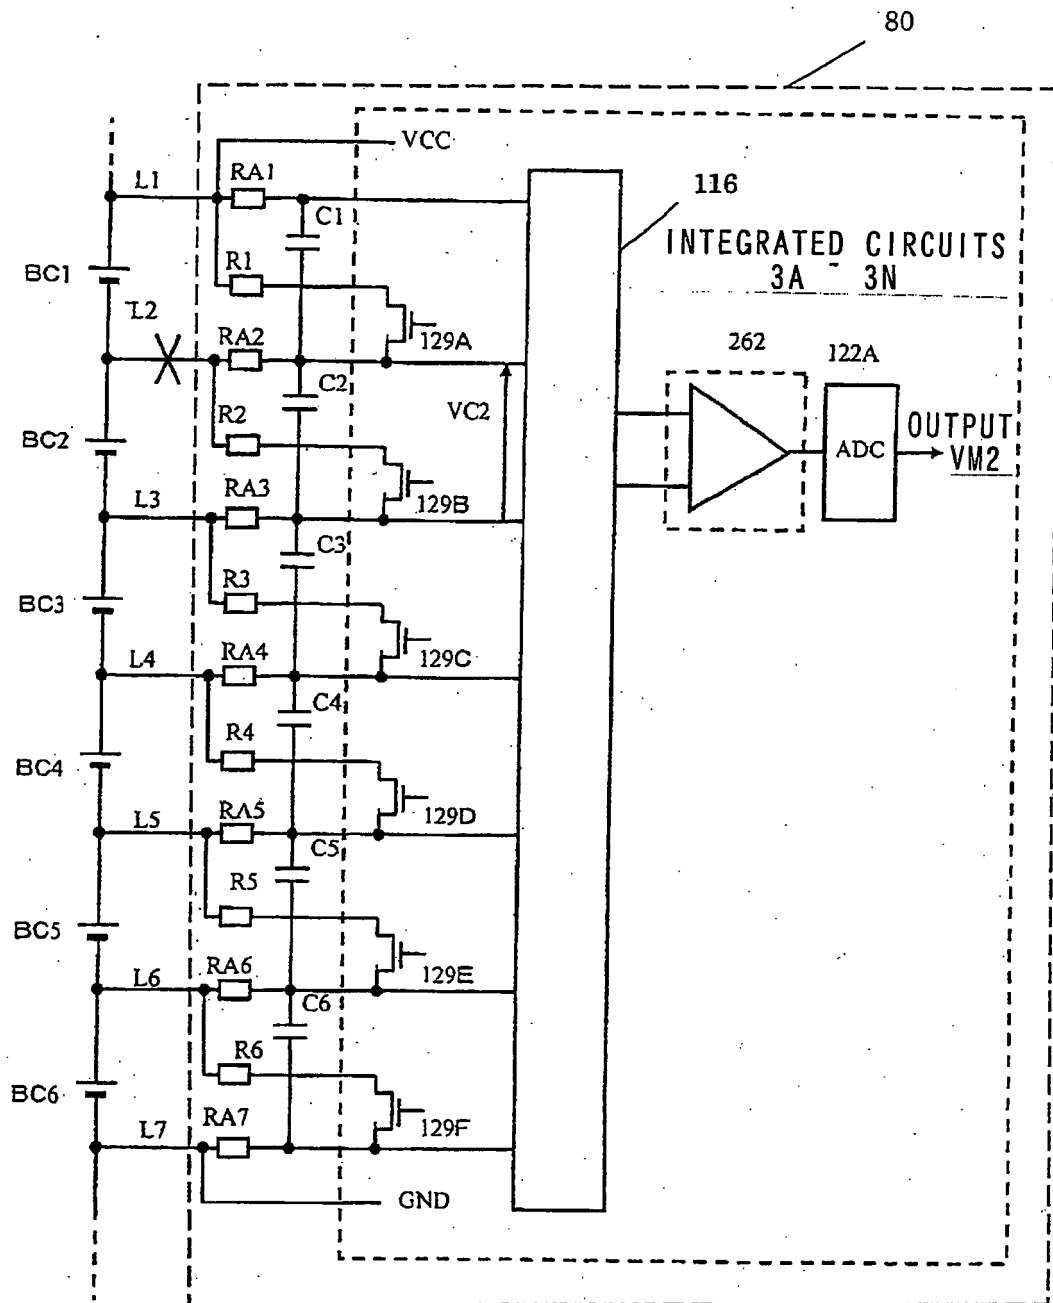 80
VCC
L1
RA1
C1
116
INTEGRATED CIRCUITS
3A - 3N
R1
BC1
L2
RA2
129A
262
122A
C2
VC2
R2
BC2
ADC
OUTPUT
VM2
L3
RA3
129B
C3
R3
BC3
L4
RA4
129C
C4
R4
BC4
L5
RA5
129D
C5
R5
BC5
L6
RA6
129E
C6
R6
BC6
L7
RA7
129F
GND